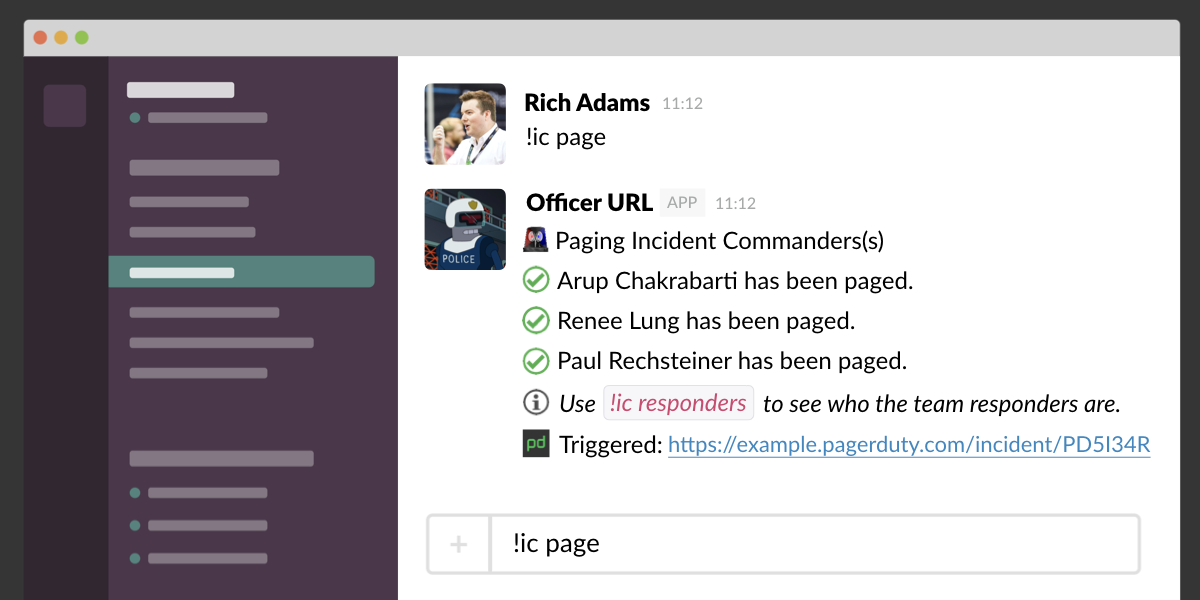 Rich Adams 11:12
!ic page
Officer URL APP 11:12
POLICE
Paging Incident Commanders(s)
Arup Chakrabarti has been paged.
Renee Lung has been paged.
Paul Rechsteiner has been paged.
Use !ic responders to see who the team responders are.
pd Triggered: https://example.pagerduty.com/incident/PD5I34R
+ !ic page